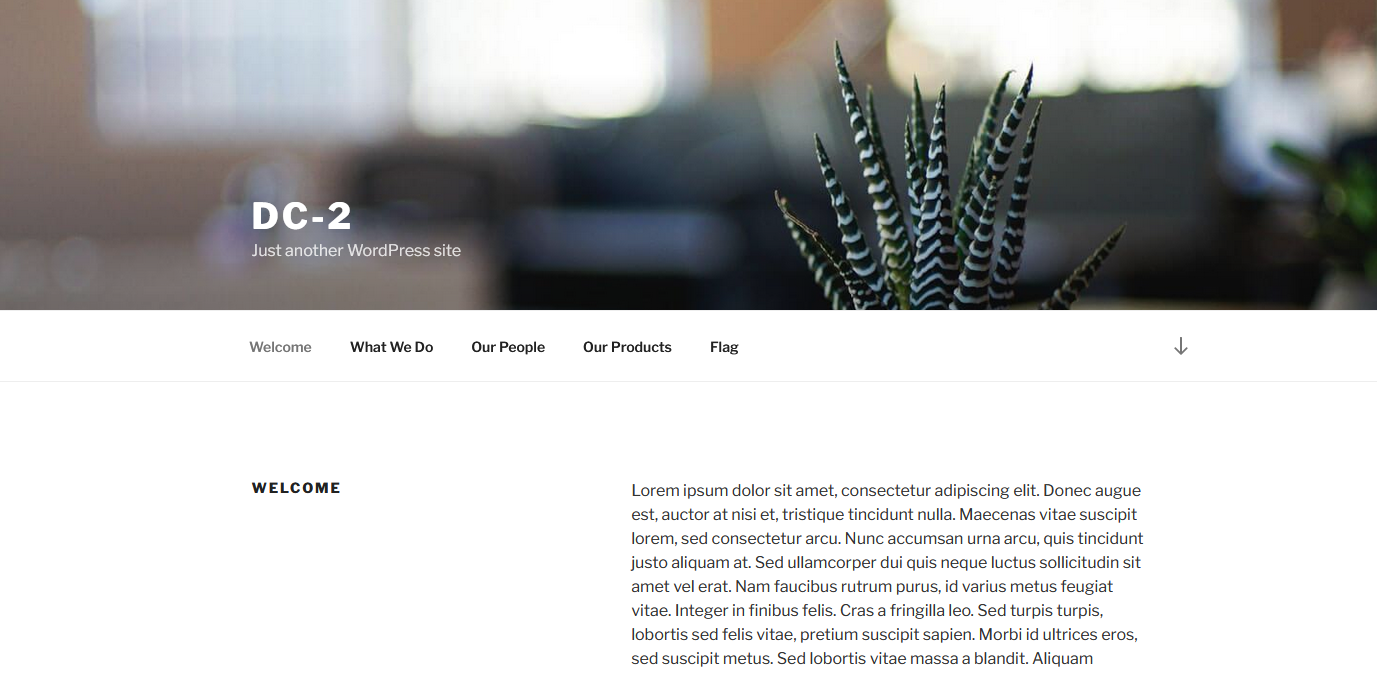 DC-2
Just another WordPress site
Welcome
What We Do
Our People
Our Products
Flag
WELCOME
Lorem ipsum dolor sit amet, consectetur adipiscing elit. Donec augue
est, auctor at nisi et, tristique tincidunt nulla. Maecenas vitae suscipit
lorem, sed consectetur arcu. Nunc accumsan urna arcu, quis tincidunt
justo aliquam at. Sed ullamcorper dui quis neque luctus sollicitudin sit
amet vel erat. Nam faucibus rutrum purus, id varius metus feugiat
vitae. Integer in finibus felis. Cras a fringilla leo. Sed turpis turpis,
lobortis sed felis vitae, pretium suscipit sapien. Morbi id ultrices eros,
sed suscipit metus. Sed lobortis vitae massa a blandit. Aliquam